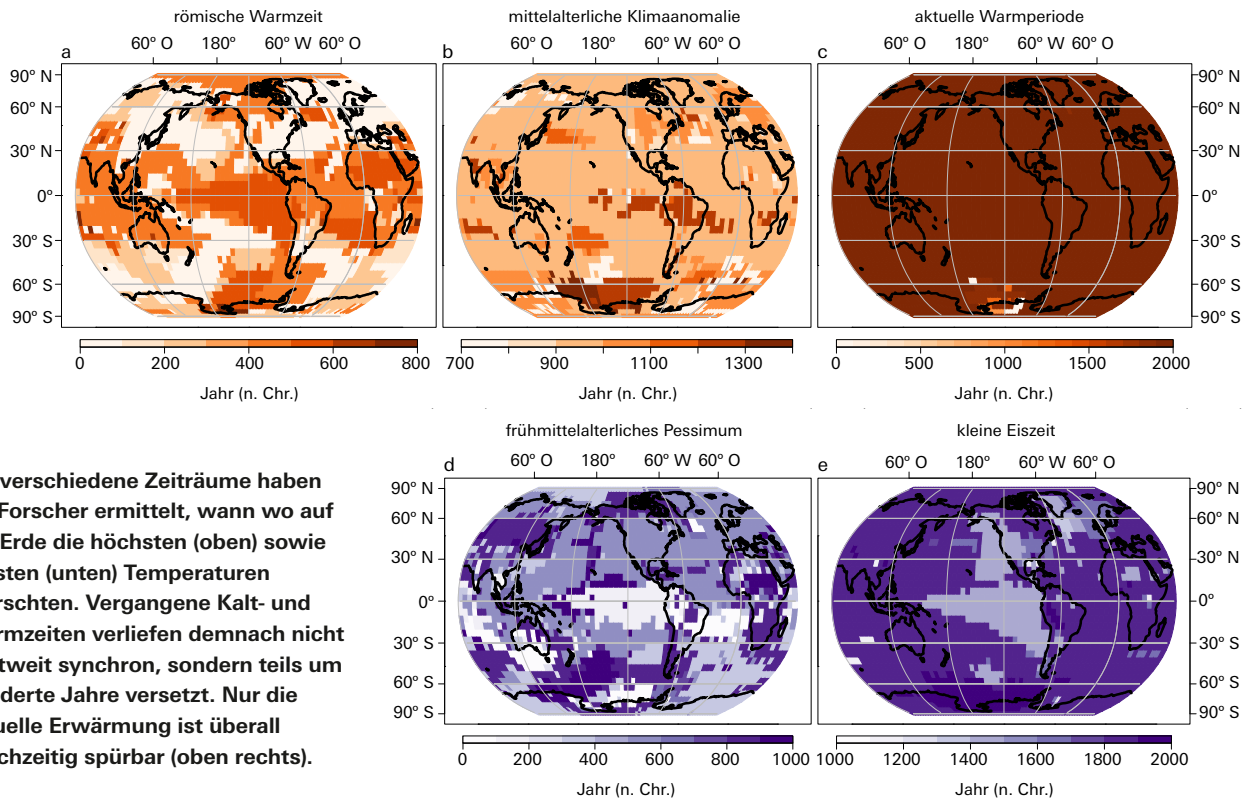 römische Warmzeit
mittelalterliche Klimaanomalie
aktuelle Warmperiode
60° O 180° 60° W 60° O
60° O 180° 60° W 60° O
60° O 180° 60° W 60° O
a
b
c
90° N
60° N
30° N
0°
30° S
60° S
90° S
90° N
60° N
30° N
0°
30° S
60° S
90° S
0 200 400 600 800
700 900 1100 1300
0 500 1000 1500 2000
Jahr (n. Chr.)
Jahr (n. Chr.)
Jahr (n. Chr.)
frühmittelalterliches Pessimum
kleine Eiszeit
60° O 180° 60° W 60° O
60° O 180° 60° W 60° O
d
e
90° N
60° N
30° N
0°
30° S
60° S
90° S
90° N
60° N
30° N
0°
30° S
60° S
90° S
0 200 400 600 800 1000
1000 1200 1400 1600 1800 2000
Jahr (n. Chr.)
Jahr (n. Chr.)
verschiedene Zeiträume haben
Forscher ermittelt, wann wo auf
Erde die höchsten (oben) sowie
sten (unten) Temperaturen
rschten. Vergangene Kalt- und
rmzeiten verliefen demnach nicht
tweit synchron, sondern teils um
derte Jahre versetzt. Nur die
uelle Erwärmung ist überall
chzeitig spürbar (oben rechts).